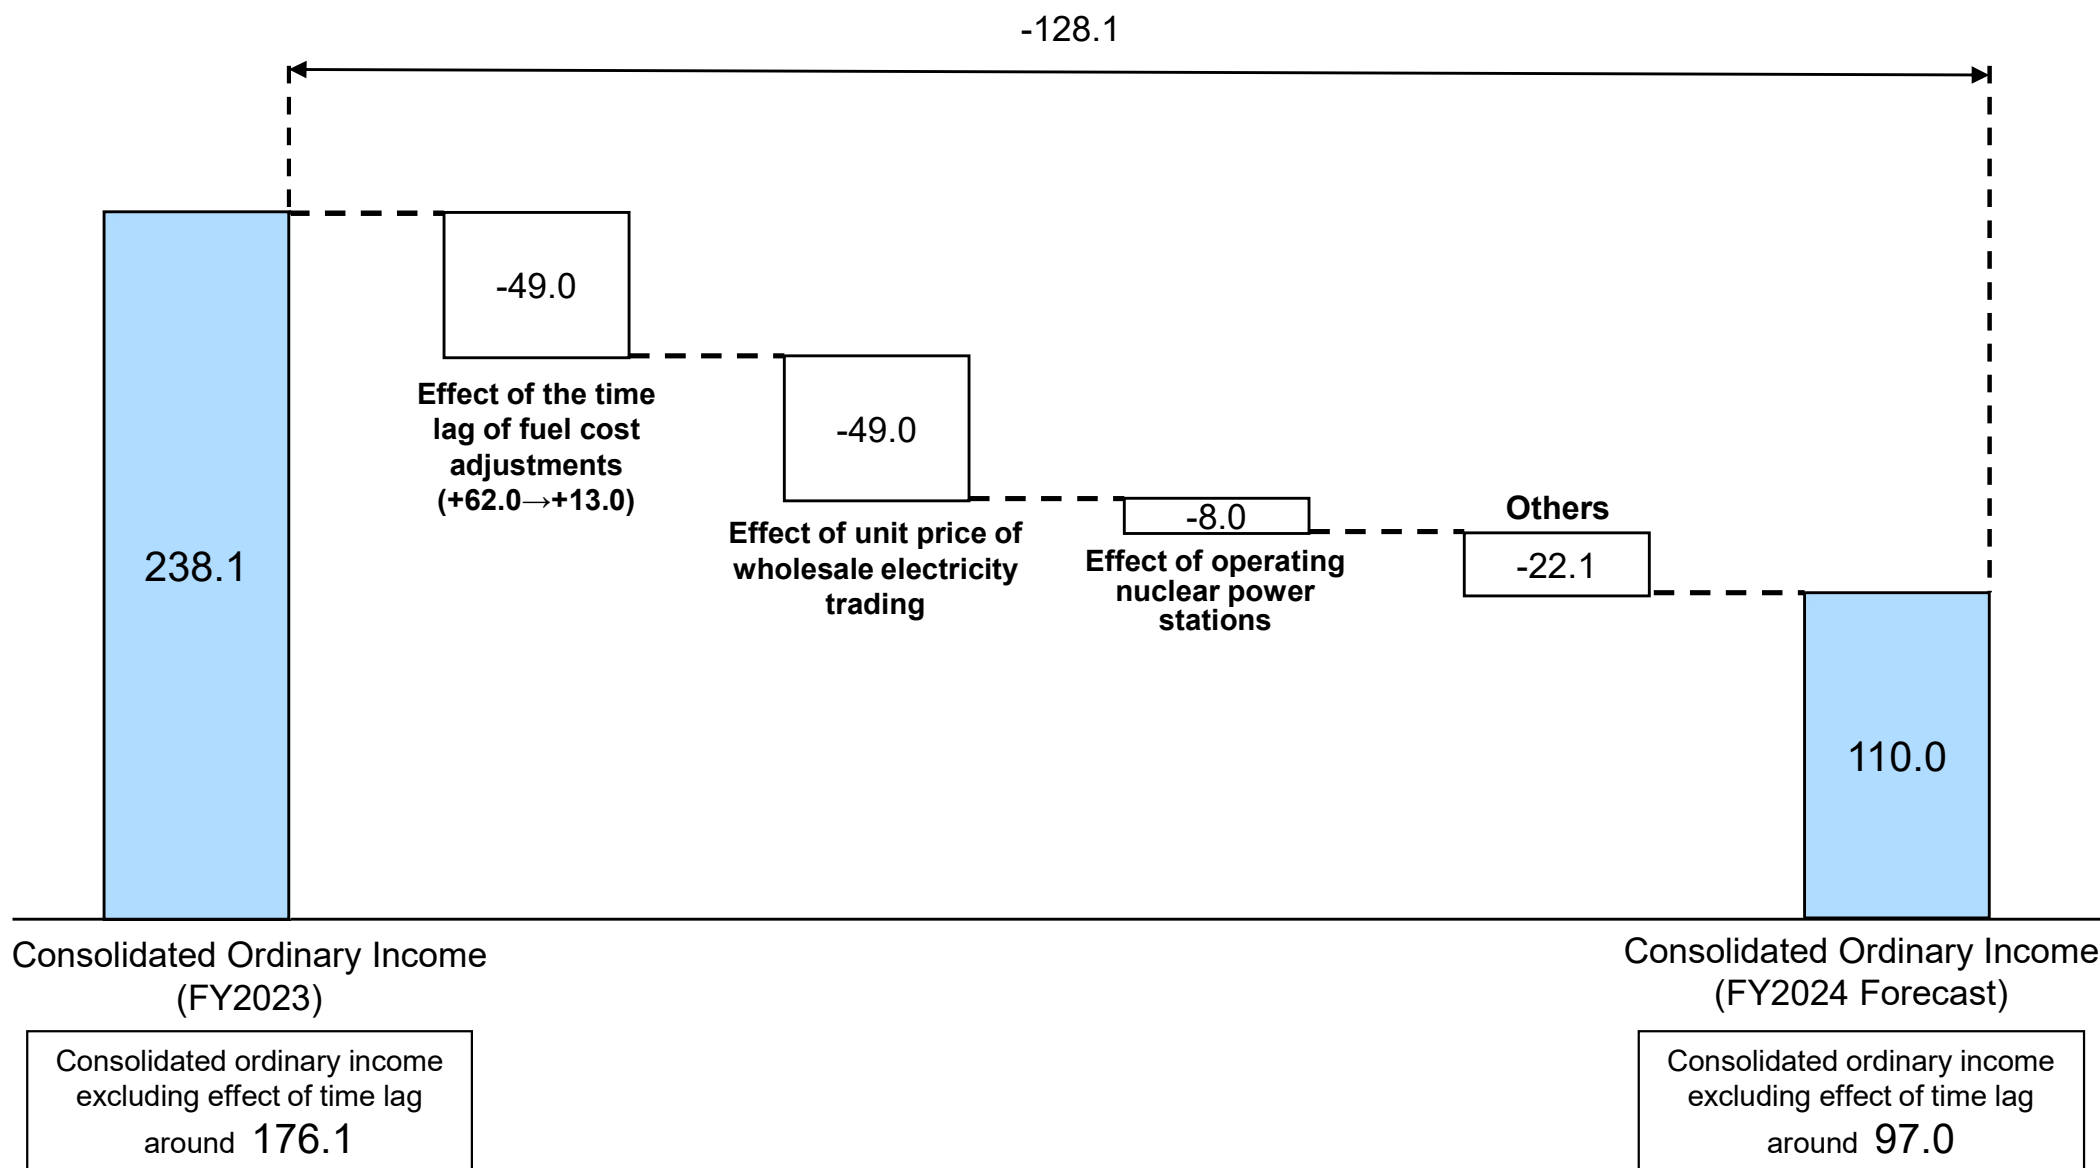 -128.1
238.1
-49.0
Effect of the time
lag of fuel cost
adjustments
(+62.0→+13.0)
-49.0
Effect of unit price of
wholesale electricity
trading
-8.0
Effect of operating
nuclear power
stations
Others
-22.1
110.0
Consolidated Ordinary Income
(FY2023)
Consolidated ordinary income
excluding effect of time lag
around 176.1
Consolidated Ordinary Income
(FY2024 Forecast)
Consolidated ordinary income
excluding effect of time lag
around 97.0